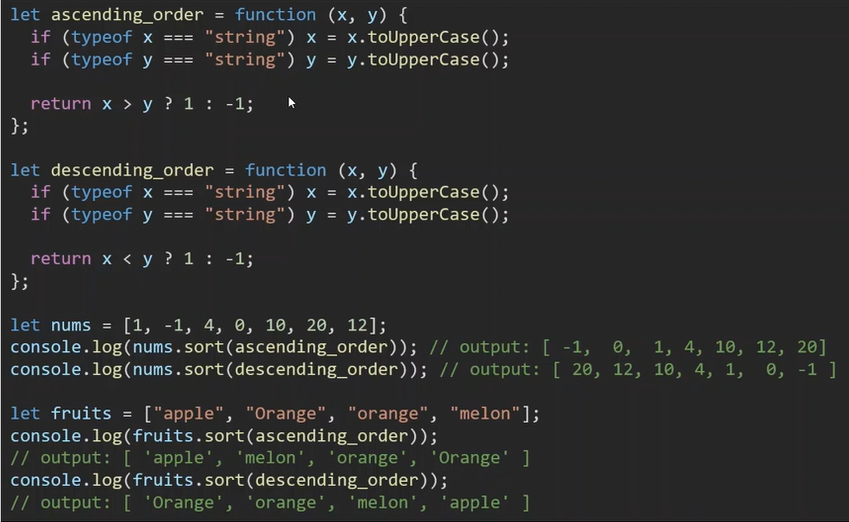 let ascending_order = function (x, y) {
  if (typeof x === "string") x = x.toUpperCase();
  if (typeof y === "string") y = y.toUpperCase();

  return x > y ? 1 : -1;
};

let descending_order = function (x, y) {
  if (typeof x === "string") x = x.toUpperCase();
  if (typeof y === "string") y = y.toUpperCase();

  return x < y ? 1 : -1;
};

let nums = [1, -1, 4, 0, 10, 20, 12];
console.log(nums.sort(ascending_order)); // output: [ -1,  0,  1, 4, 10, 12, 20]
console.log(nums.sort(descending_order)); // output: [ 20, 12, 10, 4, 1,  0, -1 ]

let fruits = ["apple", "Orange", "orange", "melon"];
console.log(fruits.sort(ascending_order));
// output: [ 'apple', 'melon', 'orange', 'Orange' ]
console.log(fruits.sort(descending_order));
// output: [ 'Orange', 'orange', 'melon', 'apple' ]